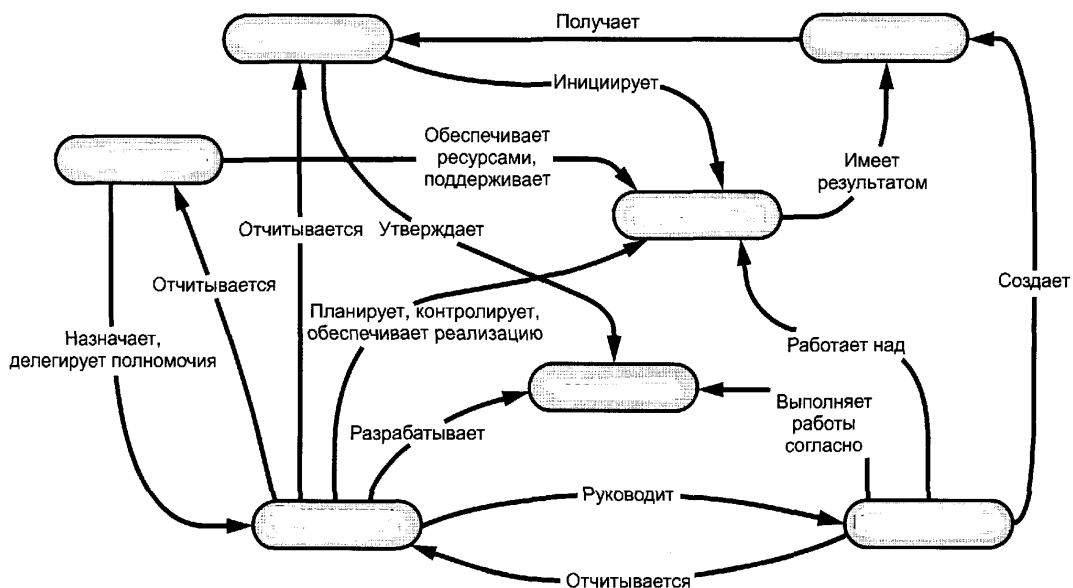 Получает
Инициирует
Обеспечивает
ресурсами,
поддерживает
Имеет
результатом
Отчитывается
Утверждает
Отчитывается
Создает
Планирует, контролирует,
обеспечивает реализацию
Назначает,
делегирует полномочия
Работает над
Выполняет
работы
согласно
Разрабатывает
Руководит
Отчитывается